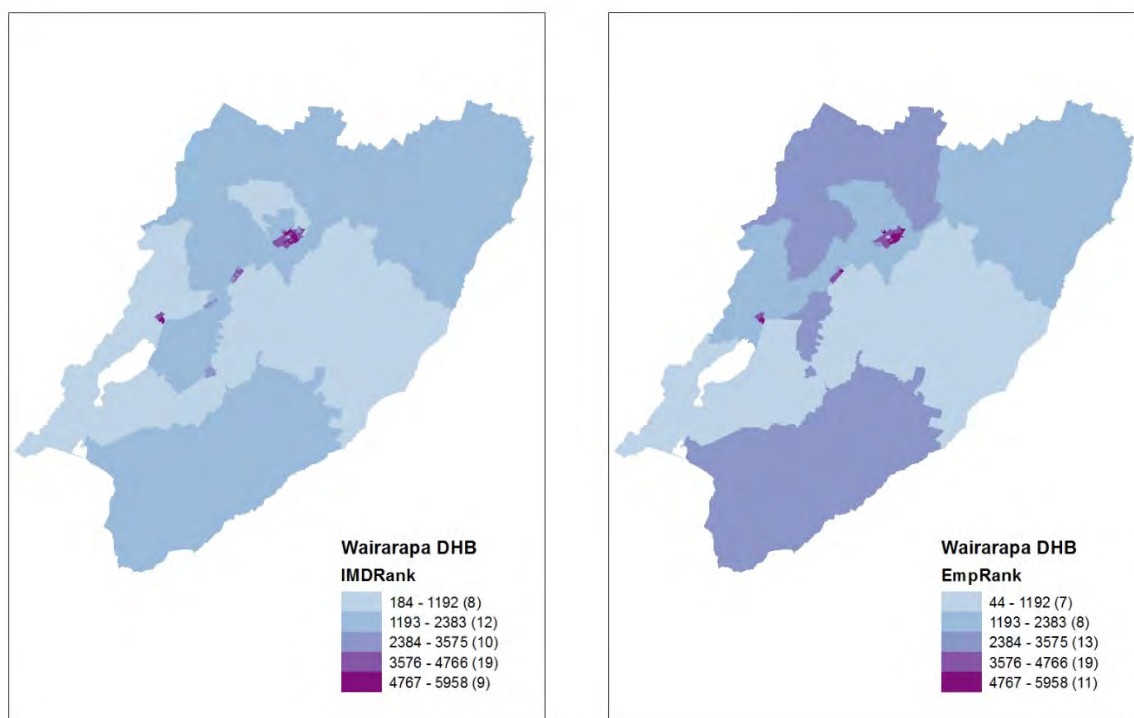 Wairarapa DHB
IMDRank
184 - 1192 (8)
1193 - 2383 (12)
2384 - 3575 (10)
3576 - 4766 (19)
4767 - 5958 (9)
Wairarapa DHB
EmpRank
44 - 1192 (7)
1193 - 2383 (8)
2384 - 3575 (13)
3576 - 4766 (19)
4767 - 5958 (11)